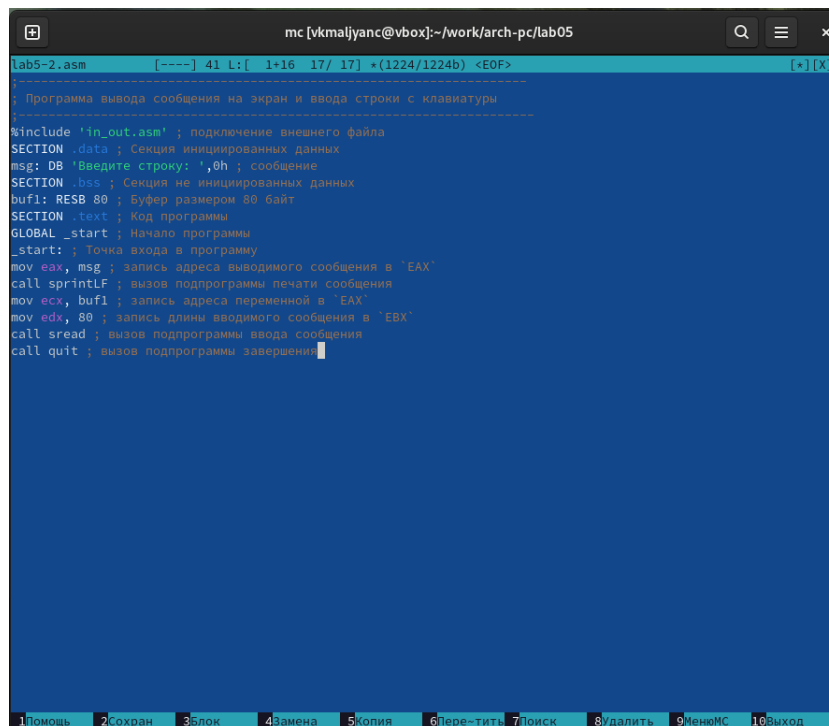 mc [vkmaljyanc@vbox]:~/work/arch-pc/lab05
lab5-2.asm [----] 41 L:[ 1+16 17/ 17] *(1224/1224b) <EOF> [*][X]
;--------------------------------------------------------------------
; Программа вывода сообщения на экран и ввода строки с клавиатуры
;---------------------------------------------------------------------
%include 'in_out.asm' ; подключение внешнего файла
SECTION .data ; Секция инициированных данных
msg: DB 'Введите строку: ',0h ; сообщение
SECTION .bss ; Секция не инициированных данных
buf1: RESB 80 ; Буфер размером 80 байт
SECTION .text ; Код программы
GLOBAL _start ; Начало программы
_start: ; Точка входа в программу
mov eax, msg ; запись адреса выводимого сообщения в `EAX`
call sprintLF ; вызов подпрограммы печати сообщения
mov ecx, buf1 ; запись адреса переменной в `EAX`
mov edx, 80 ; запись длины вводимого сообщения в `EBX`
call sread ; вызов подпрограммы ввода сообщения
call quit ; вызов подпрограммы завершения
1Помощь 2Сохран 3Блок 4Замена 5Копия 6Пере~тить 7Поиск 8Удалить 9МенюMC 10Выход